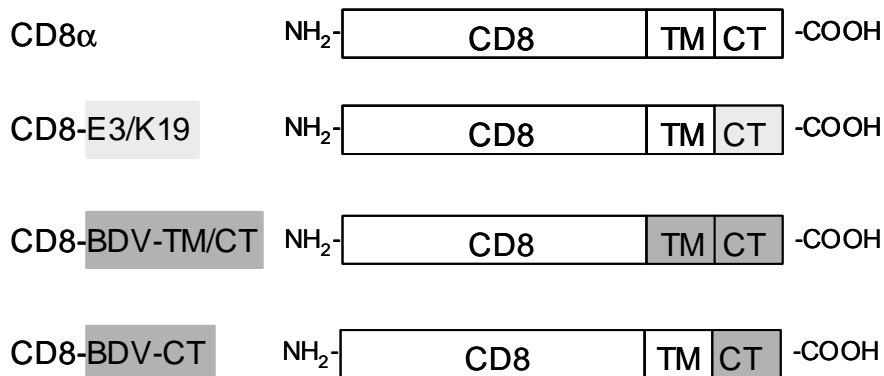 CD8α NH2- CD8 TM CT -COOH
CD8-E3/K19 NH2- CD8 TM CT -COOH
CD8-BDV-TM/CT NH2- CD8 TM CT -COOH
CD8-BDV-CT NH2- CD8 TM CT -COOH